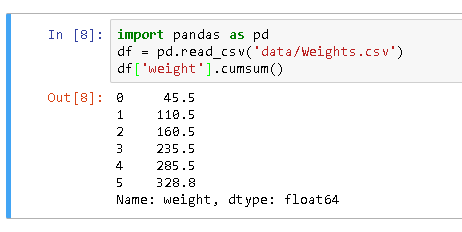 In [8]: import pandas as pd
df = pd.read_csv('data/Weights.csv')
df['weight'].cumsum()
Out[8]: 0 45.5
1 110.5
2 160.5
3 235.5
4 285.5
5 328.8
Name: weight, dtype: float64